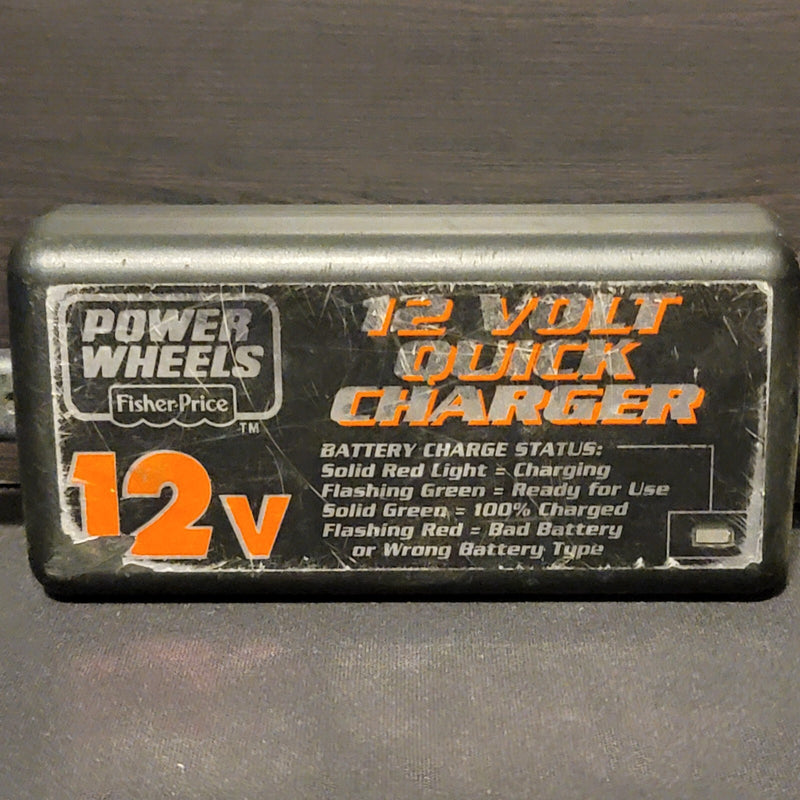 POWER
WHEELS
Fisher-Price
TM
12V
12 VOLT
QUICK
CHARGER
BATTERY CHARGE STATUS:
Solid Red Light = Charging
Flashing Green = Ready for Use
Solid Green = 100% Charged
Flashing Red = Bad Battery
or Wrong Battery Type